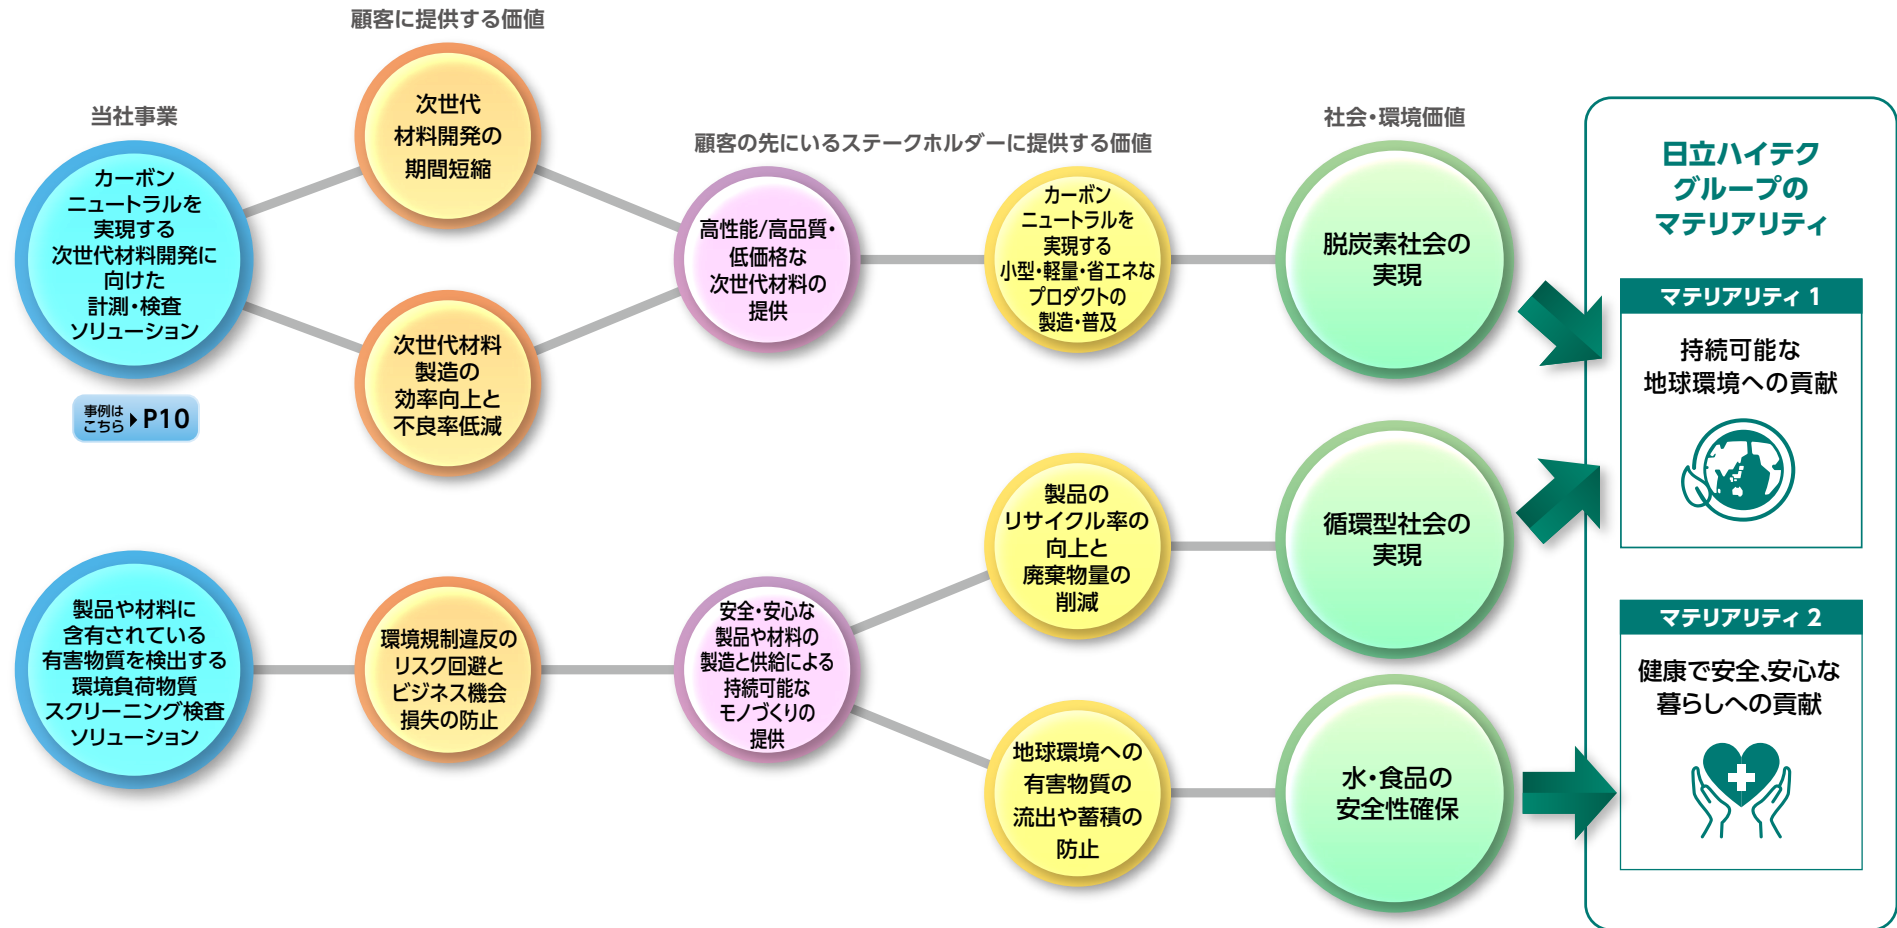 顧客に提供する価値
当社事業
顧客の先にいるステークホルダーに提供する価値
社会・環境価値
カーボン
ニュートラルを
実現する
次世代材料開発に
向けた
計測・検査
ソリューション
事例は
こちら
P10
次世代
材料開発の
期間短縮
次世代材料
製造の
効率向上と
不良率低減
高性能/高品質・
低価格な
次世代材料の
提供
カーボン
ニュートラルを
実現する
小型・軽量・省エネな
プロダクトの
製造・普及
脱炭素社会の
実現
製品や材料に
含有されている
有害物質を検出する
環境負荷物質
スクリーニング検査
ソリューション
環境規制違反の
リスク回避と
ビジネス機会
損失の防止
安全・安心な
製品や材料の
製造と供給による
持続可能な
モノづくりの
提供
製品の
リサイクル率の
向上と
廃棄物量の
削減
循環型社会の
実現
地球環境への
有害物質の
流出や蓄積の
防止
水・食品の
安全性確保
日立ハイテク
グループの
マテリアリティ
マテリアリティ 1
持続可能な
地球環境への貢献
マテリアリティ 2
健康で安全、安心な
暮らしへの貢献